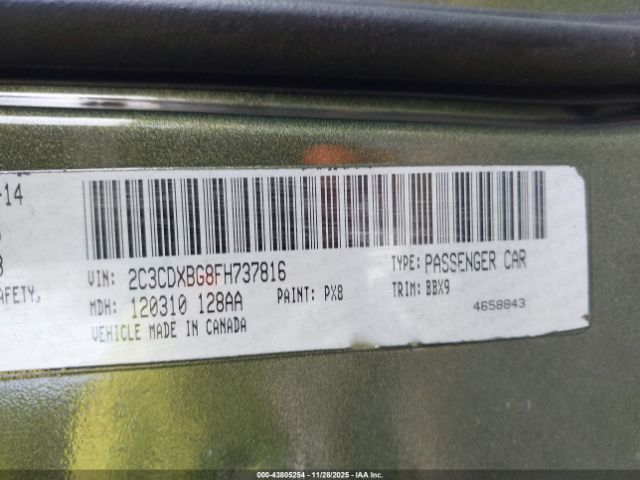 -14
AFETY,
VIN: 2C3CDXBG8FH737816
TYPE: PASSENGER CAR
MDH: 120310 128AA
PAINT: PX8
TRIM: BBX9
VEHICLE MADE IN CANADA
4658843
000-43805254 - 11/28/2025 - IAA Inc.